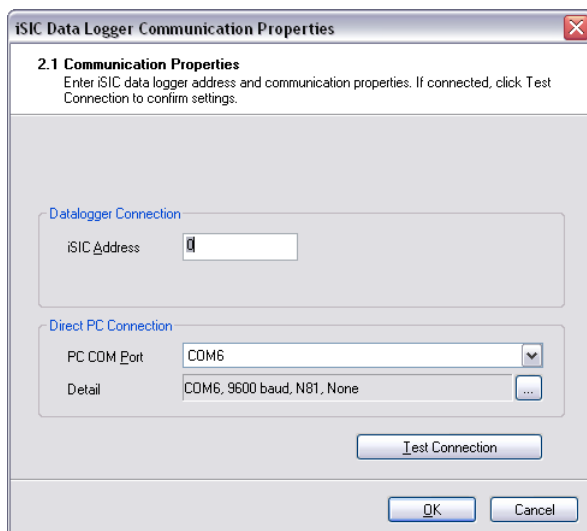 iSIC Data Logger Communication Properties
2.1 Communication Properties
Enter iSIC data logger address and communication properties. If connected, click Test
Connection to confirm settings.
Datalogger Connection
iSIC Address 0
Direct PC Connection
PC COM Port COM6
Detail COM6, 9600 baud, N81, None ...
Test Connection
OK Cancel